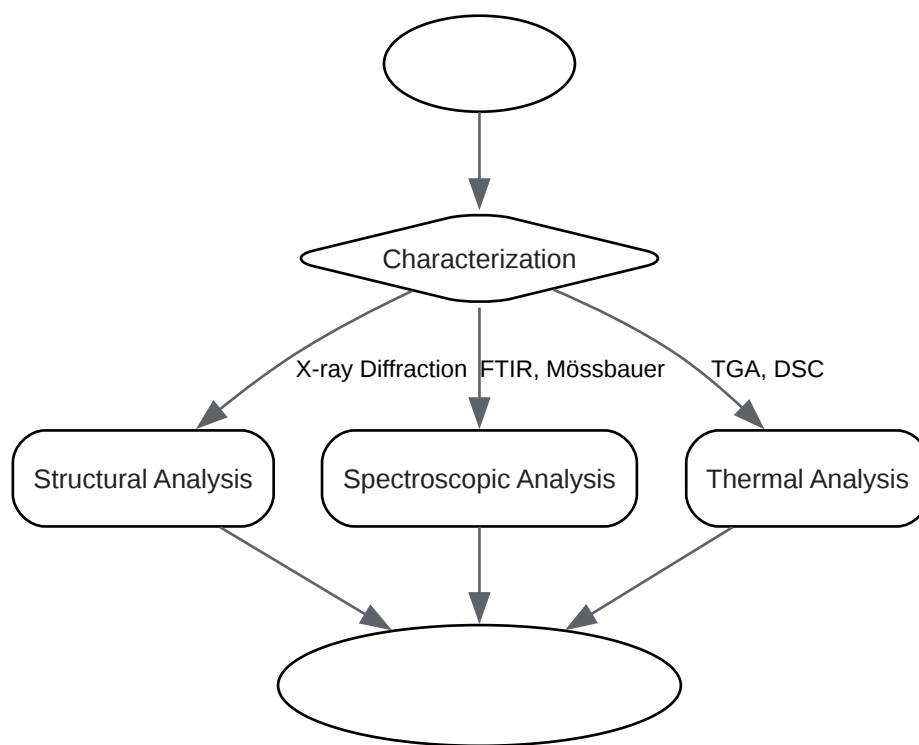 Characterization
X-ray Diffraction
FTIR, Mössbauer
TGA, DSC
Structural Analysis
Spectroscopic Analysis
Thermal Analysis